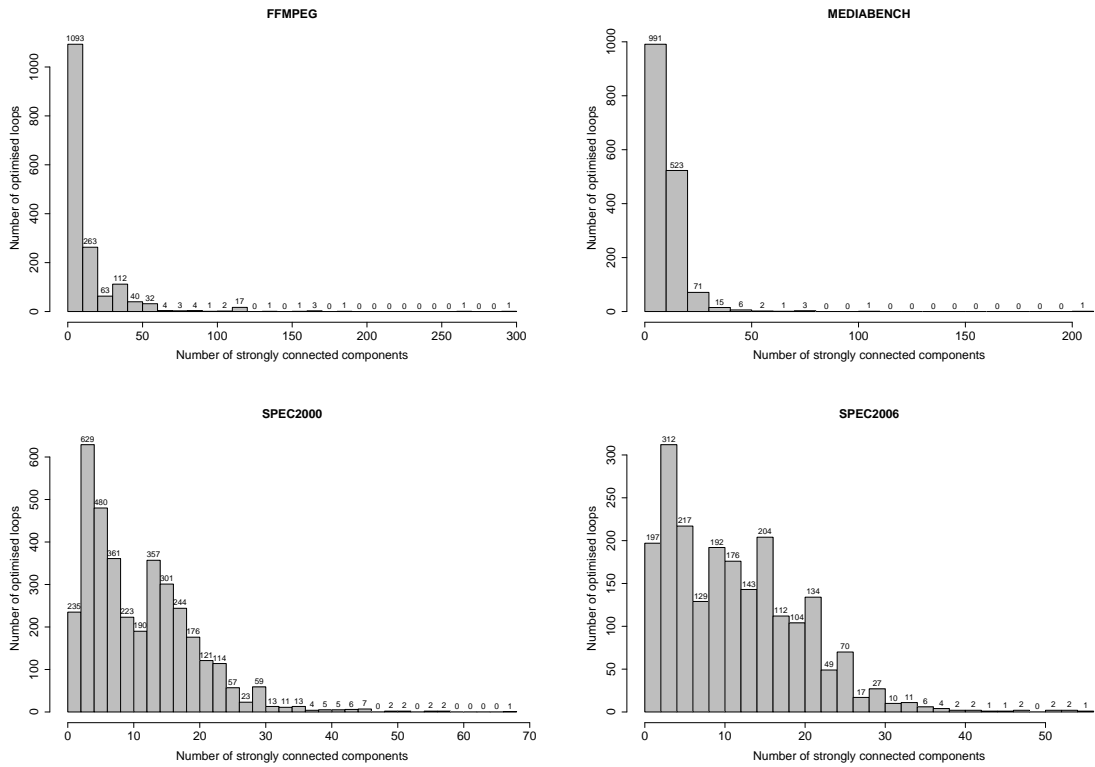 FFMPEG
Number of optimised loops
0 200 400 600 800 1000
1093
263
63
112
40
32
4 3 4 1 2 17 0 1 0 1 3 0 1 0 0 0 0 0 0 0 1 0 0 1
0 50 100 150 200 250 300
Number of strongly connected components
MEDIABENCH
Number of optimised loops
0 200 400 600 800 1000
991
523
71
15 6 2 1 3 0 0 1 0 0 0 0 0 0 0 0 0 1
0 50 100 150 200
Number of strongly connected components
SPEC2000
Number of optimised loops
0 100 200 300 400 500 600
235
629
480
361
223
190
357
301
244
176
121
114
57
23
59
13 11 13 4 5 5 6 7 0 2 2 0 2 2 0 0 0 0 1
0 10 20 30 40 50 60 70
Number of strongly connected components
SPEC2006
Number of optimised loops
0 50 100 150 200 250 300
197
312
217
129
192
176
143
204
112
104
134
49
70
17
27
10 11 6 4 2 2 1 1 2 0 2 2 1
0 10 20 30 40 50
Number of strongly connected components